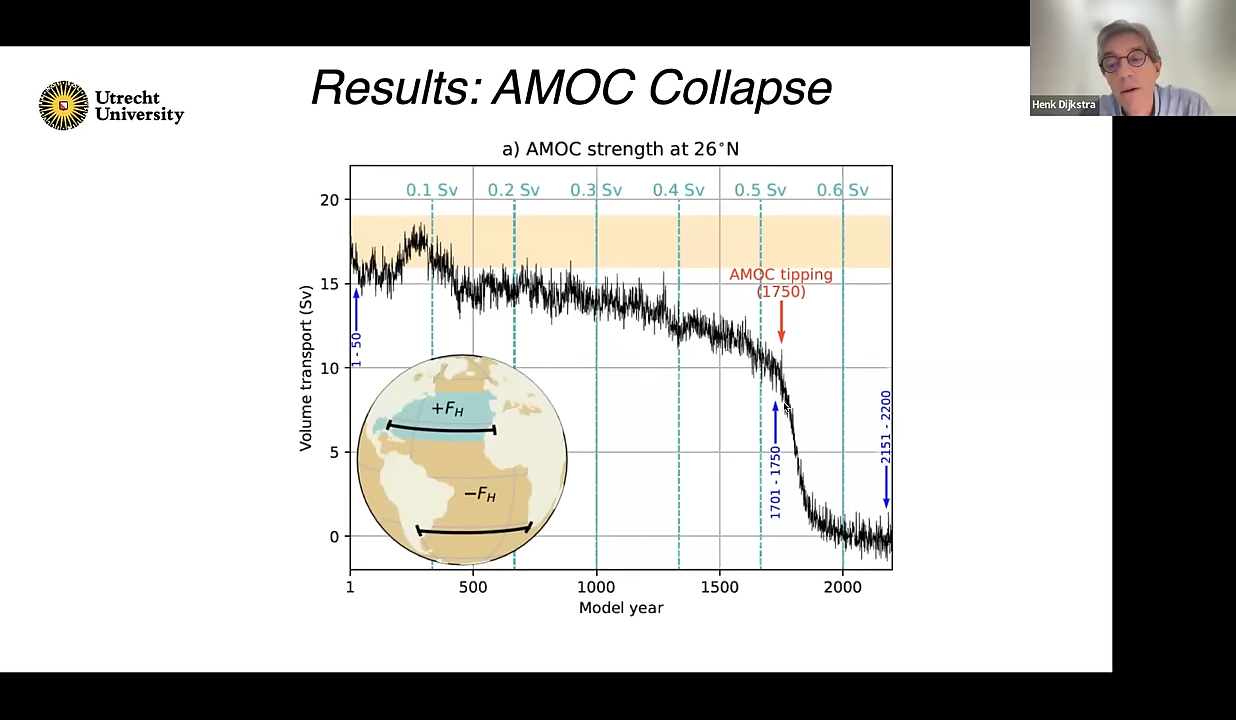 Results: AMOC Collapse
Utrecht
University
Henk Dijkstra
a) AMOC strength at 26°N
0.1 Sv 0.2 Sv 0.3 Sv 0.4 Sv 0.5 Sv 0.6 Sv
20
15
10
5
0
Volume transport (Sv)
AMOC tipping
(1750)
1 - 50
+F_H
−F_H
1701 - 1750
2151 - 2200
1 500 1000 1500 2000
Model year